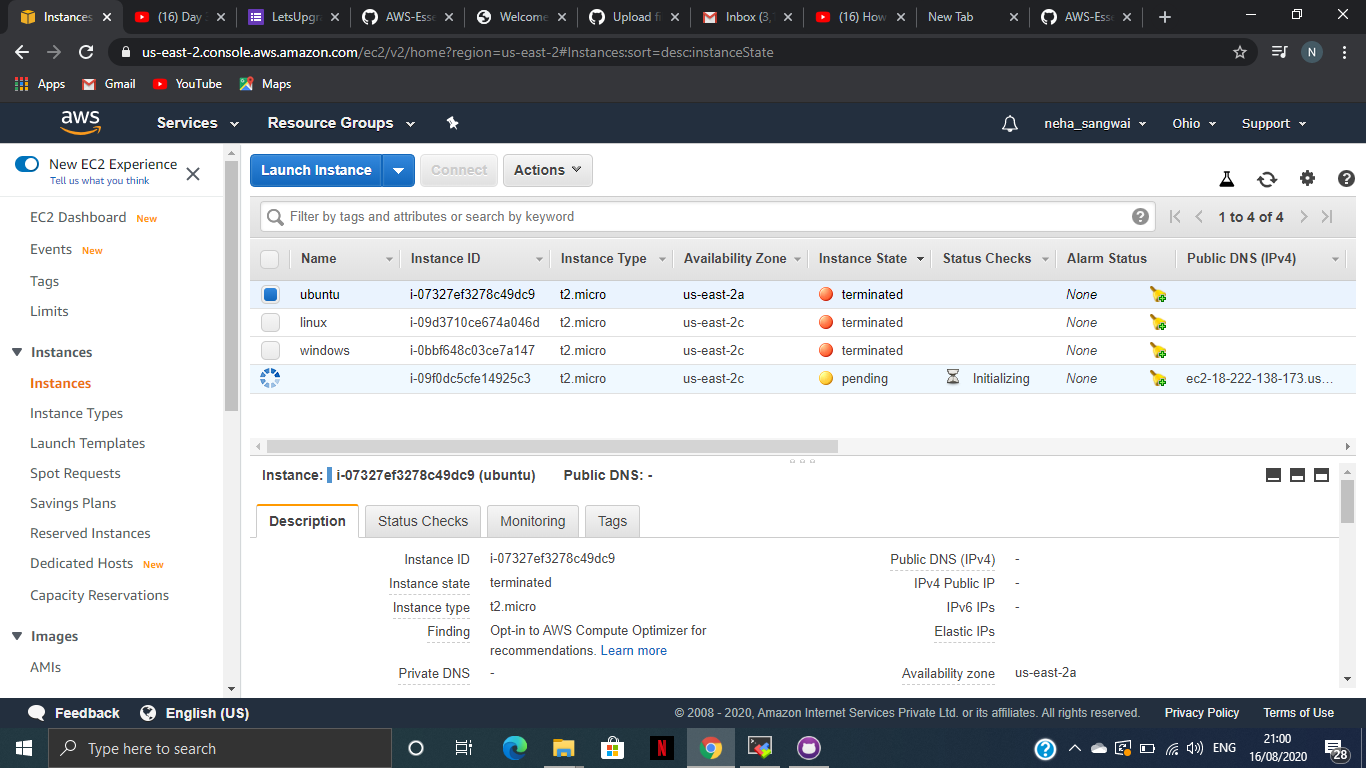 Instances
(16) Day
LetsUpgra
AWS-Esse
Welcome
Upload fi
Inbox (3,
(16) How
New Tab
AWS-Esse
us-east-2.console.aws.amazon.com/ec2/v2/home?region=us-east-2#Instances:sort=desc:instanceState
N
Apps Gmail YouTube Maps
aws Services Resource Groups neha_sangwai Ohio Support
New EC2 Experience
Tell us what you think
EC2 Dashboard New
Events New
Tags
Limits
Instances
Instances
Instance Types
Launch Templates
Spot Requests
Savings Plans
Reserved Instances
Dedicated Hosts New
Capacity Reservations
Images
AMIs
Launch Instance Connect Actions
Filter by tags and attributes or search by keyword 1 to 4 of 4
Name Instance ID Instance Type Availability Zone Instance State Status Checks Alarm Status Public DNS (IPv4)
ubuntu i-07327ef3278c49dc9 t2.micro us-east-2a terminated None
linux i-09d3710ce674a046d t2.micro us-east-2c terminated None
windows i-0bbf648c03ce7a147 t2.micro us-east-2c terminated None
i-09f0dc5cfe14925c3 t2.micro us-east-2c pending Initializing None ec2-18-222-138-173.us...
Instance: i-07327ef3278c49dc9 (ubuntu) Public DNS: -
Description Status Checks Monitoring Tags
Instance ID i-07327ef3278c49dc9 Public DNS (IPv4) -
Instance state terminated IPv4 Public IP -
Instance type t2.micro IPv6 IPs -
Finding Opt-in to AWS Compute Optimizer for Elastic IPs
recommendations. Learn more
Private DNS - Availability zone us-east-2a
Feedback English (US) © 2008 - 2020, Amazon Internet Services Private Ltd. or its affiliates. All rights reserved. Privacy Policy Terms of Use
Type here to search
ENG
21:00
16/08/2020
28